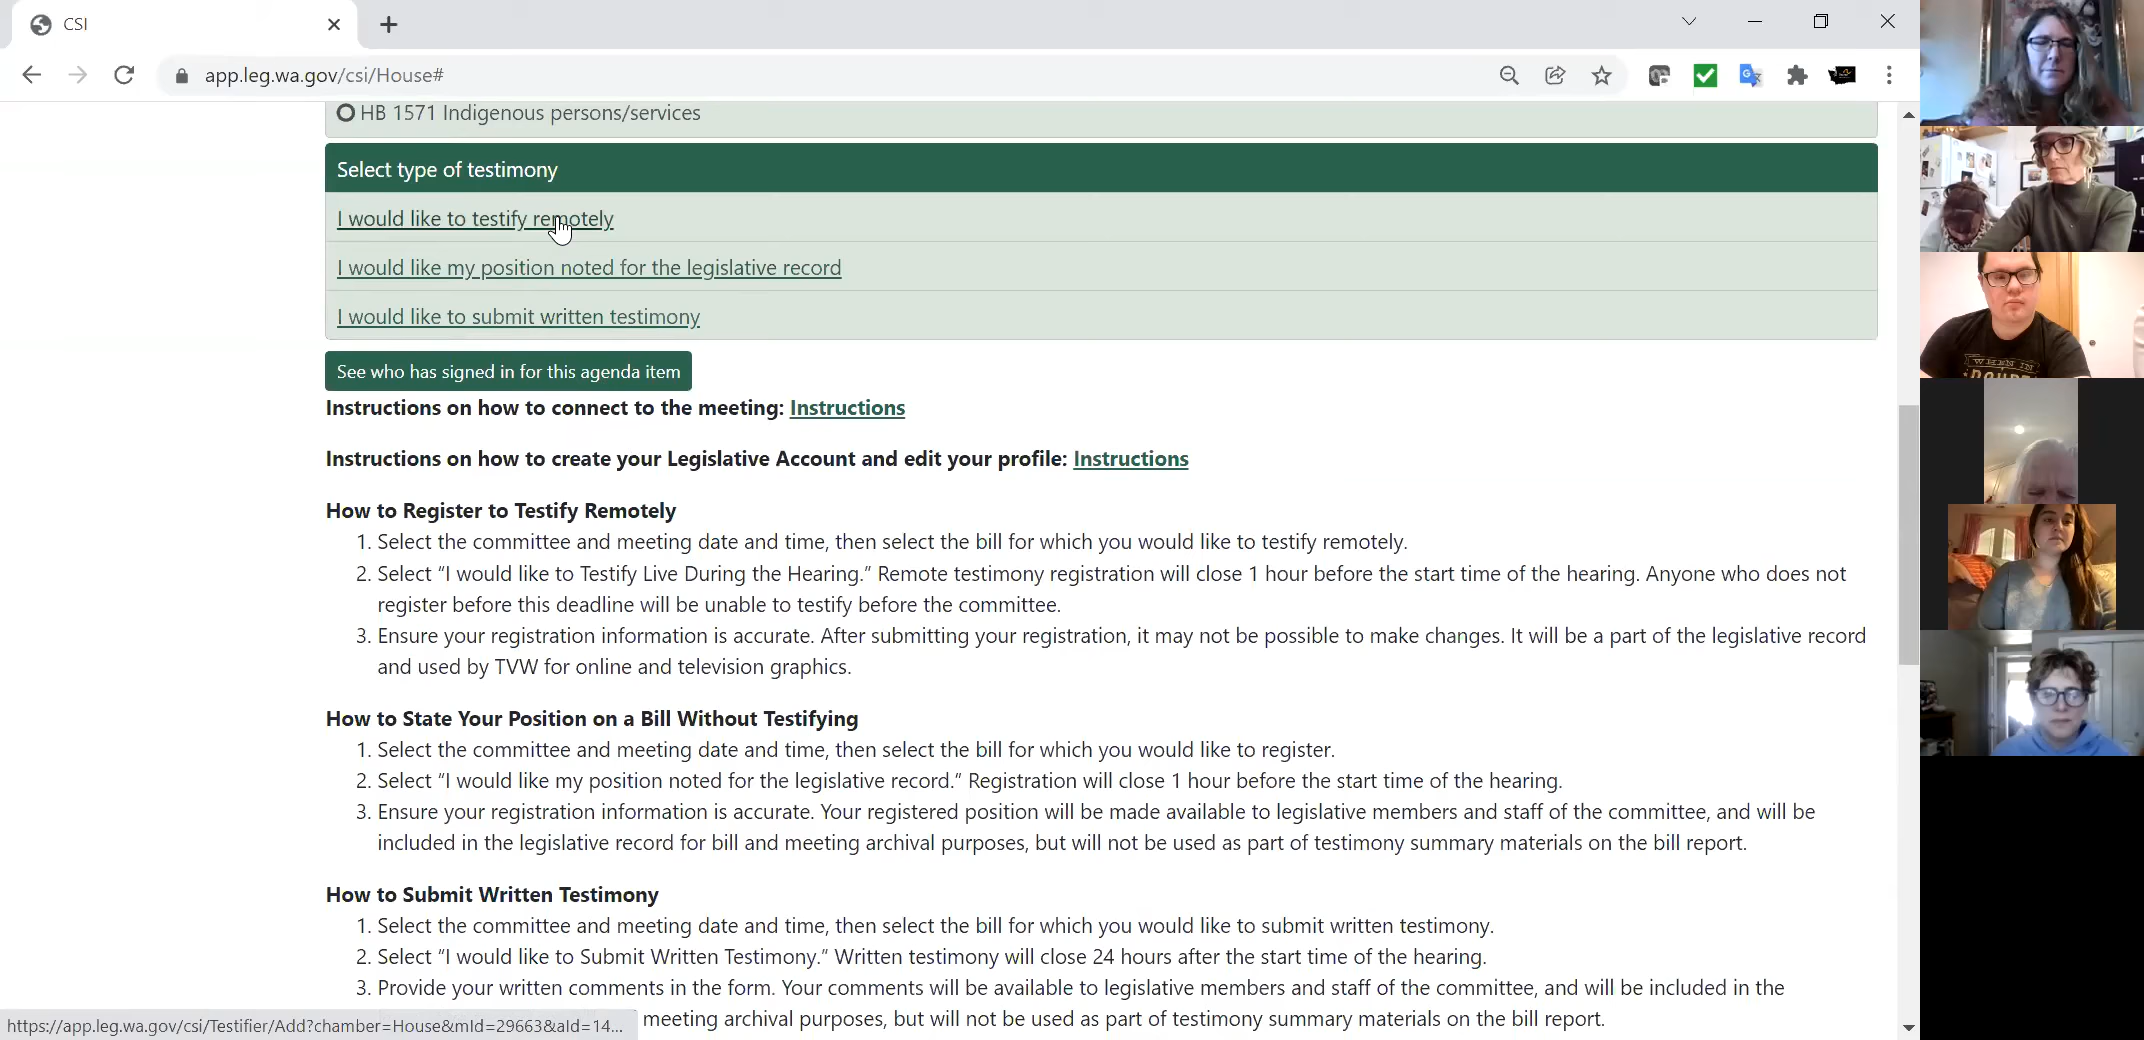 CSI
app.leg.wa.gov/csi/House#
HB 1571 Indigenous persons/services
Select type of testimony
I would like to testify remotely
I would like my position noted for the legislative record
I would like to submit written testimony
See who has signed in for this agenda item
Instructions on how to connect to the meeting: Instructions
Instructions on how to create your Legislative Account and edit your profile: Instructions
How to Register to Testify Remotely
1. Select the committee and meeting date and time, then select the bill for which you would like to testify remotely.
2. Select “I would like to Testify Live During the Hearing.” Remote testimony registration will close 1 hour before the start time of the hearing. Anyone who does not
register before this deadline will be unable to testify before the committee.
3. Ensure your registration information is accurate. After submitting your registration, it may not be possible to make changes. It will be a part of the legislative record
and used by TVW for online and television graphics.
How to State Your Position on a Bill Without Testifying
1. Select the committee and meeting date and time, then select the bill for which you would like to register.
2. Select “I would like my position noted for the legislative record.” Registration will close 1 hour before the start time of the hearing.
3. Ensure your registration information is accurate. Your registered position will be made available to legislative members and staff of the committee, and will be
included in the legislative record for bill and meeting archival purposes, but will not be used as part of testimony summary materials on the bill report.
How to Submit Written Testimony
1. Select the committee and meeting date and time, then select the bill for which you would like to submit written testimony.
2. Select “I would like to Submit Written Testimony.” Written testimony will close 24 hours after the start time of the hearing.
3. Provide your written comments in the form. Your comments will be available to legislative members and staff of the committee, and will be included in the
meeting archival purposes, but will not be used as part of testimony summary materials on the bill report.
https://app.leg.wa.gov/csi/Testifier/Add?chamber=House&mId=29663&aId=14...
WHEN IN
DOUBT